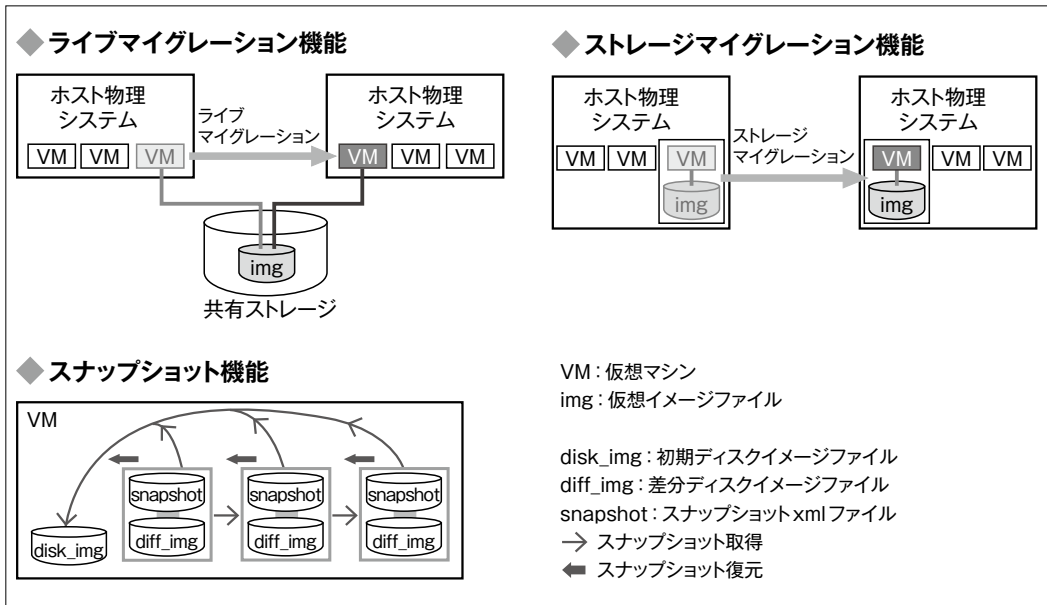 ◆ ライブマイグレーション機能
ホスト物理
システム
VM VM VM
ライブ
マイグレーション
ホスト物理
システム
VM VM VM
img
共有ストレージ
◆ ストレージマイグレーション機能
ホスト物理
システム
VM VM VM
img
ストレージ
マイグレーション
ホスト物理
システム
VM VM VM
img
◆ スナップショット機能
VM
snapshot snapshot snapshot
disk_img diff_img diff_img diff_img
VM:仮想マシン
img:仮想イメージファイル
disk_img:初期ディスクイメージファイル
diff_img:差分ディスクイメージファイル
snapshot:スナップショットxmlファイル
→ スナップショット取得
← スナップショット復元